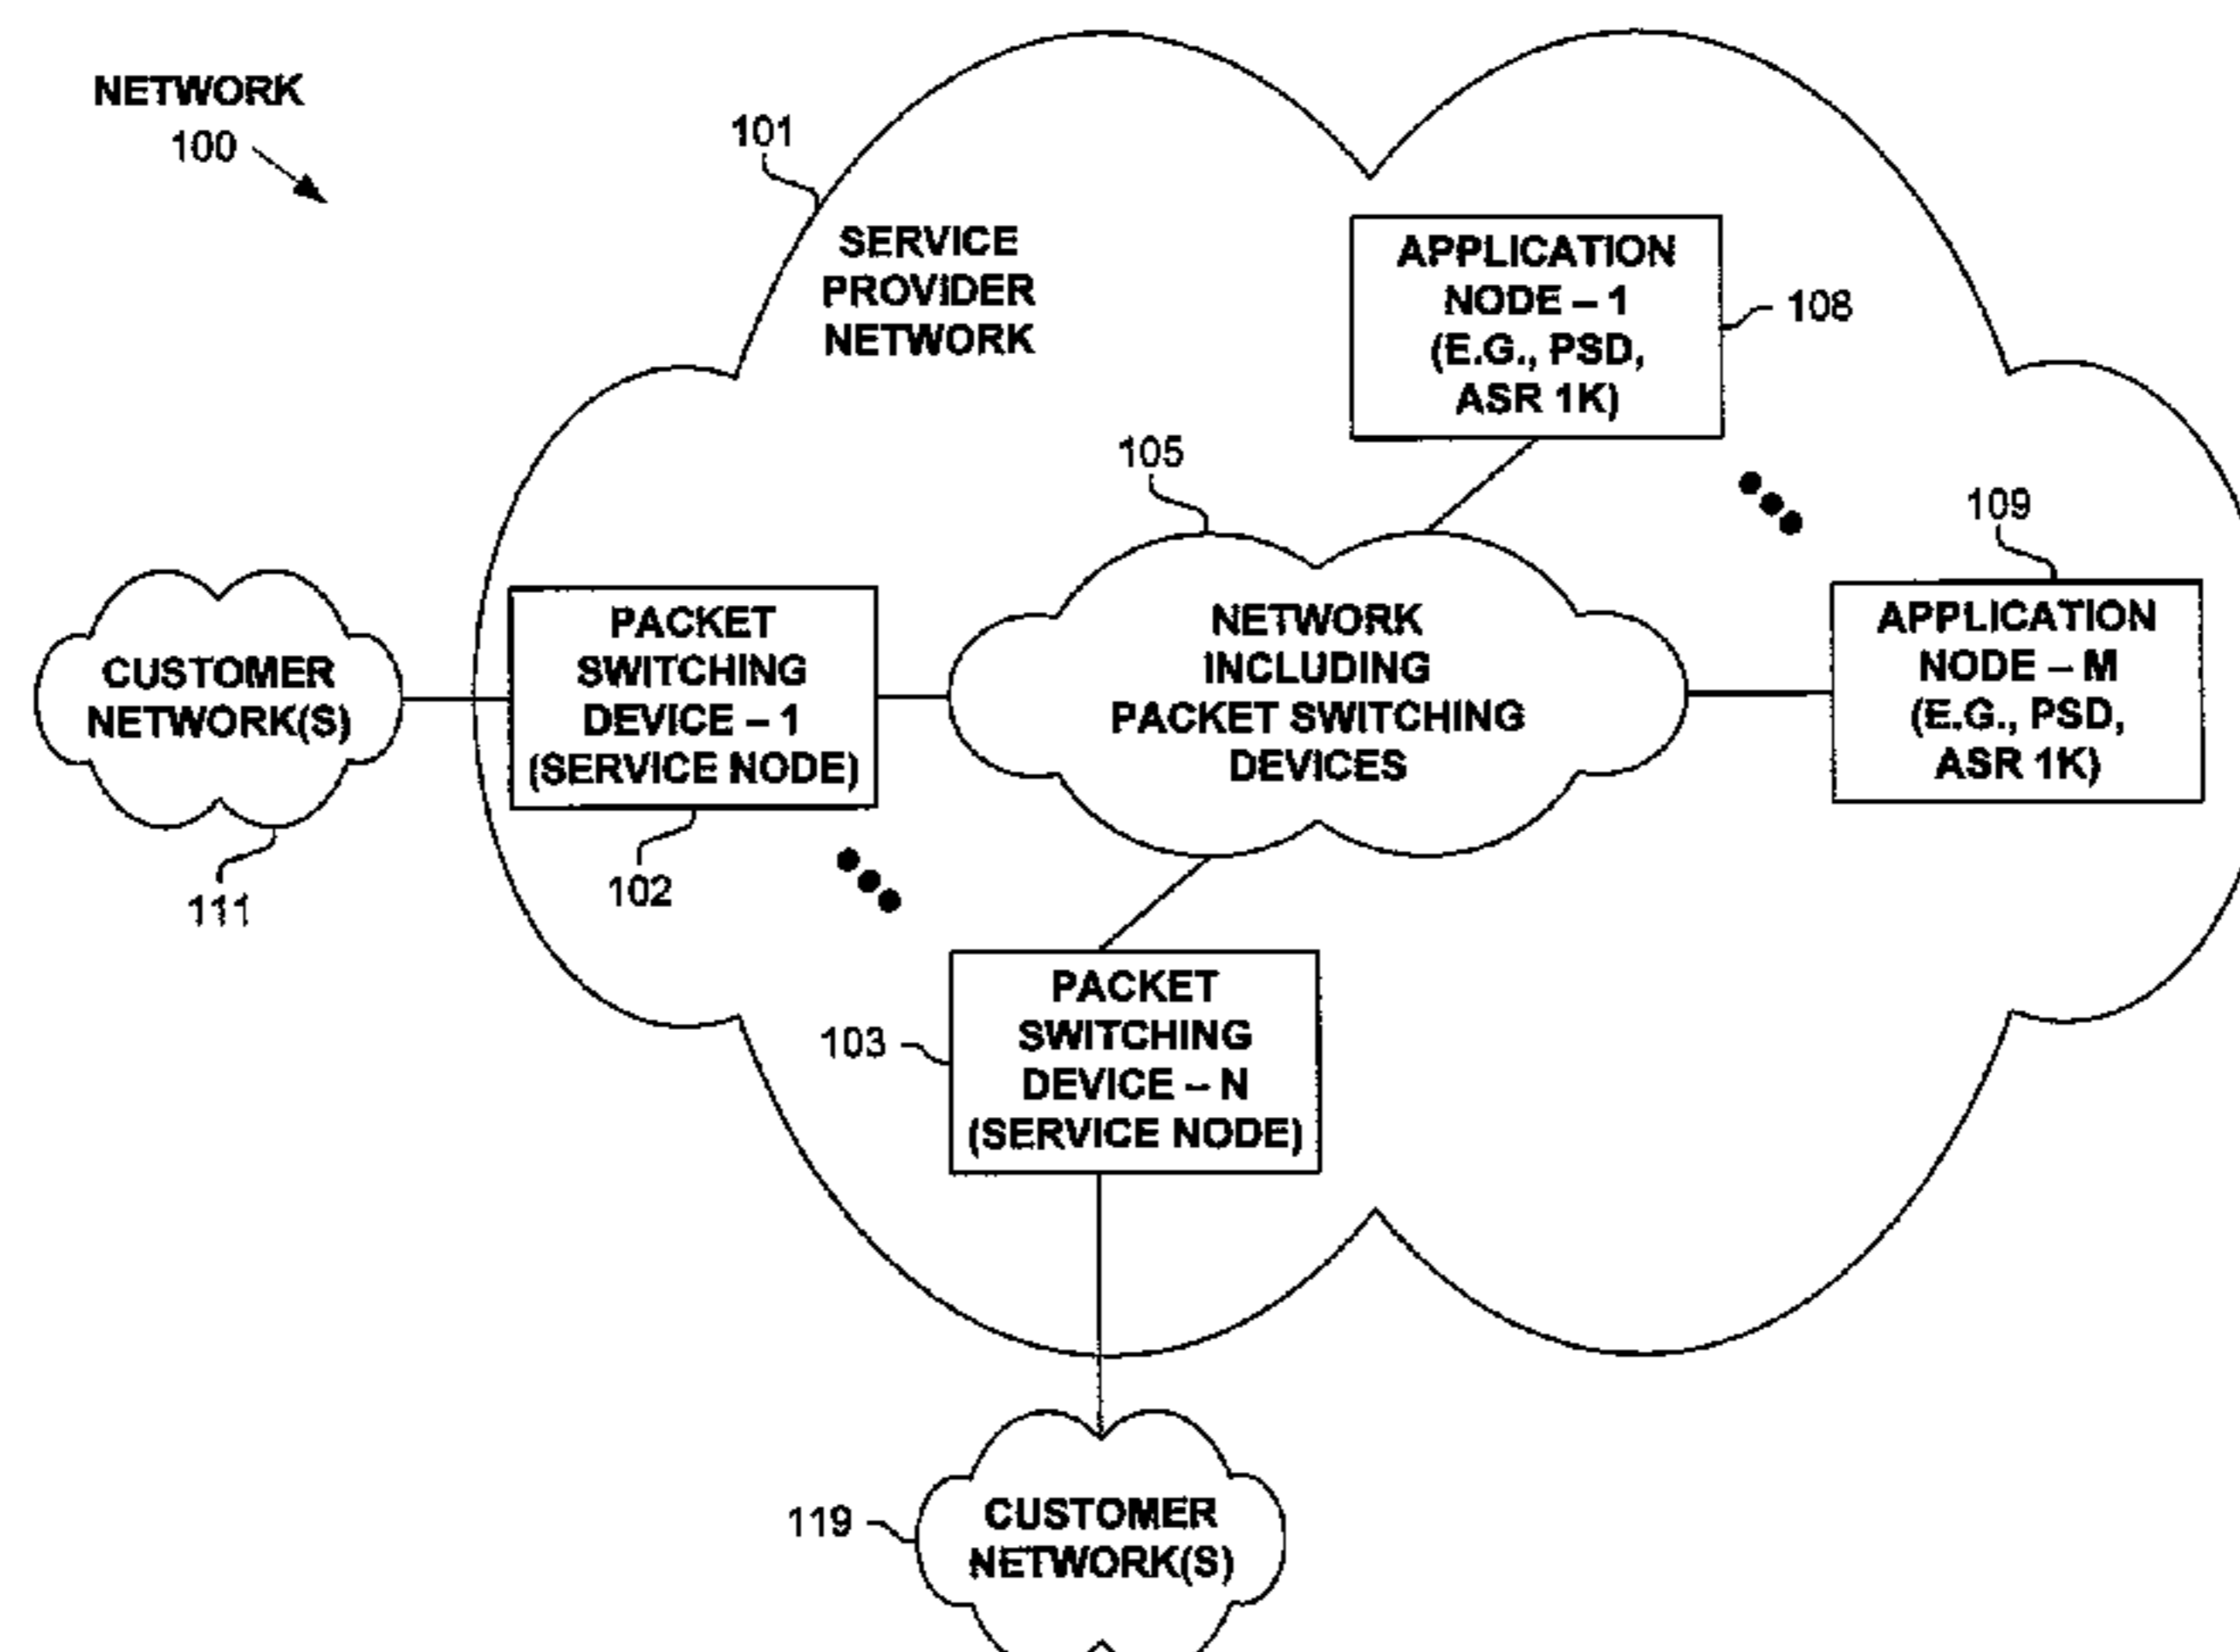 NETWORK
100
101
SERVICE
PROVIDER
NETWORK
APPLICATION
NODE – 1
(E.G., PSD,
ASR 1K)
108
105
109
NETWORK
INCLUDING
PACKET SWITCHING
DEVICES
APPLICATION
NODE – M
(E.G., PSD,
ASR 1K)
CUSTOMER
NETWORK(S)
111
PACKET
SWITCHING
DEVICE – 1
(SERVICE NODE)
102
103
PACKET
SWITCHING
DEVICE – N
(SERVICE NODE)
119
CUSTOMER
NETWORK(S)